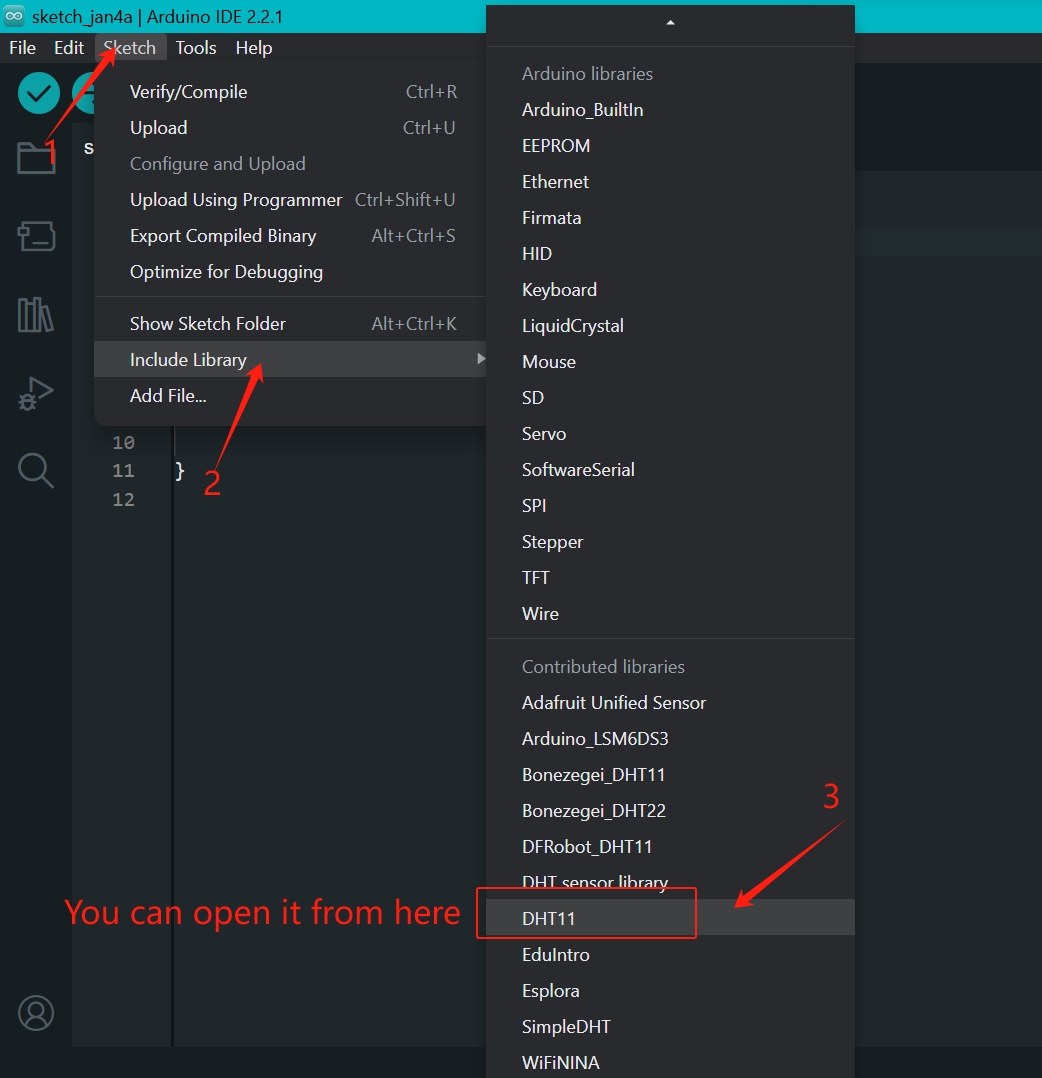 sketch_jan4a | Arduino IDE 2.2.1
File Edit Sketch Tools Help
1
S
Verify/Compile Ctrl+R
Upload Ctrl+U
Configure and Upload
Upload Using Programmer Ctrl+Shift+U
Export Compiled Binary Alt+Ctrl+S
Optimize for Debugging
Show Sketch Folder Alt+Ctrl+K
Include Library
Add File...
2
10
11 }
12
Arduino libraries
Arduino_BuiltIn
EEPROM
Ethernet
Firmata
HID
Keyboard
LiquidCrystal
Mouse
SD
Servo
SoftwareSerial
SPI
Stepper
TFT
Wire
Contributed libraries
Adafruit Unified Sensor
Arduino_LSM6DS3
Bonezegei_DHT11
Bonezegei_DHT22
DFRobot_DHT11
DHT sensor library
3
You can open it from here
DHT11
EduIntro
Esplora
SimpleDHT
WiFiNINA